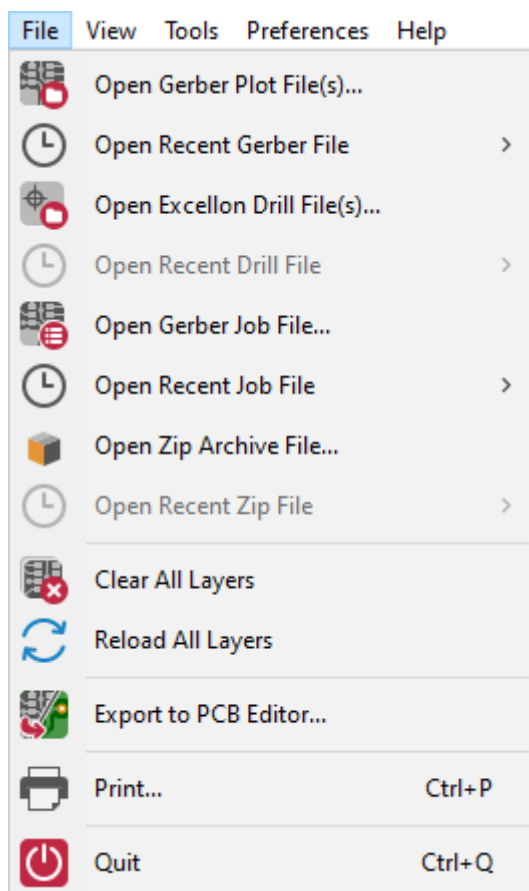 File View Tools Preferences Help
Open Gerber Plot File(s)...
Open Recent Gerber File
Open Excellon Drill File(s)...
Open Recent Drill File
Open Gerber Job File...
Open Recent Job File
Open Zip Archive File...
Open Recent Zip File
Clear All Layers
Reload All Layers
Export to PCB Editor...
Print... Ctrl+P
Quit Ctrl+Q